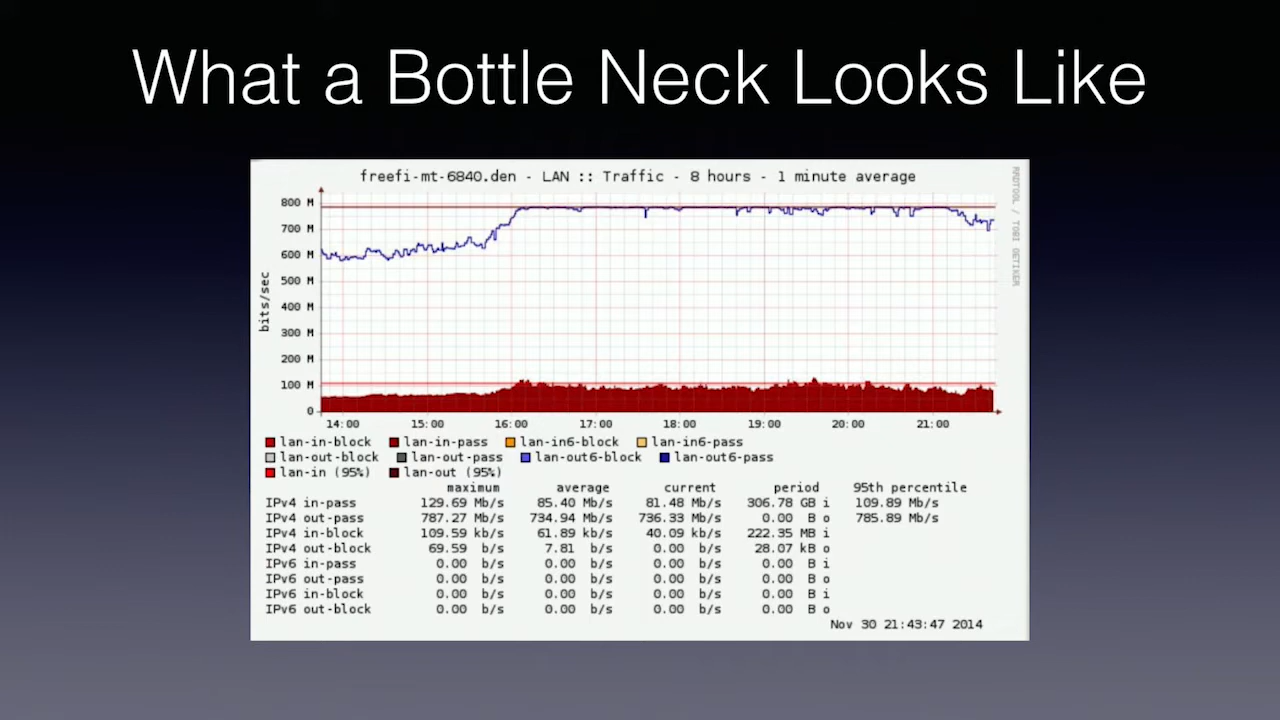 What a Bottle Neck Looks Like
freefi-mt-6840.den - LAN :: Traffic - 8 hours - 1 minute average
RRDTOOL / TOBI OETIKER
bits/sec
800 M
700 M
600 M
500 M
400 M
300 M
200 M
100 M
0
14:00 15:00 16:00 17:00 18:00 19:00 20:00 21:00
lan-in-block lan-in-pass lan-in6-block lan-in6-pass
lan-out-block lan-out-pass lan-out6-block lan-out6-pass
lan-in (95%) lan-out (95%)
maximum average current period 95th percentile
IPv4 in-pass 129.69 Mb/s 85.40 Mb/s 81.48 Mb/s 306.78 GB i 109.89 Mb/s
IPv4 out-pass 787.27 Mb/s 734.94 Mb/s 736.33 Mb/s 0.00 B o 785.89 Mb/s
IPv4 in-block 109.59 kb/s 61.89 kb/s 40.09 kb/s 222.35 MB i
IPv4 out-block 69.59 b/s 7.81 b/s 0.00 b/s 28.07 kB o
IPv6 in-pass 0.00 b/s 0.00 b/s 0.00 b/s 0.00 B i
IPv6 out-pass 0.00 b/s 0.00 b/s 0.00 b/s 0.00 B o
IPv6 in-block 0.00 b/s 0.00 b/s 0.00 b/s 0.00 B i
IPv6 out-block 0.00 b/s 0.00 b/s 0.00 b/s 0.00 B o
Nov 30 21:43:47 2014